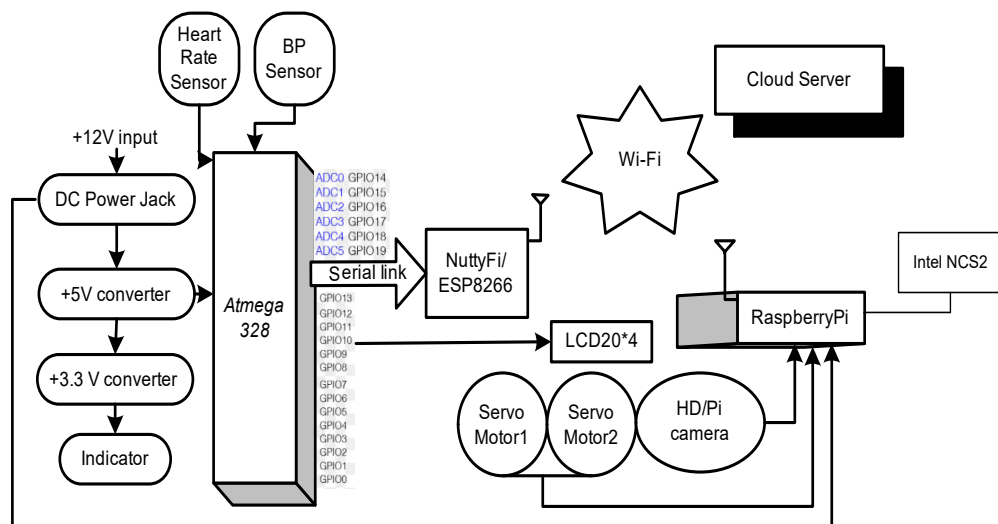 Heart
Rate
Sensor
BP
Sensor
Cloud Server
+12V input
Wi-Fi
DC Power Jack
ADC0 GPIO14
ADC1 GPIO15
ADC2 GPIO16
ADC3 GPIO17
ADC4 GPIO18
ADC5 GPIO19
Serial link
NuttyFi/
ESP8266
Intel NCS2
+5V converter
Atmega
328
GPIO13
GPIO12
GPIO11
GPIO10
GPIO9
GPIO8
GPIO7
GPIO6
GPIO5
GPIO4
GPIO3
GPIO2
GPIO1
GPIO0
RaspberryPi
LCD20*4
+3.3 V converter
Servo
Motor1
Servo
Motor2
HD/Pi
camera
Indicator